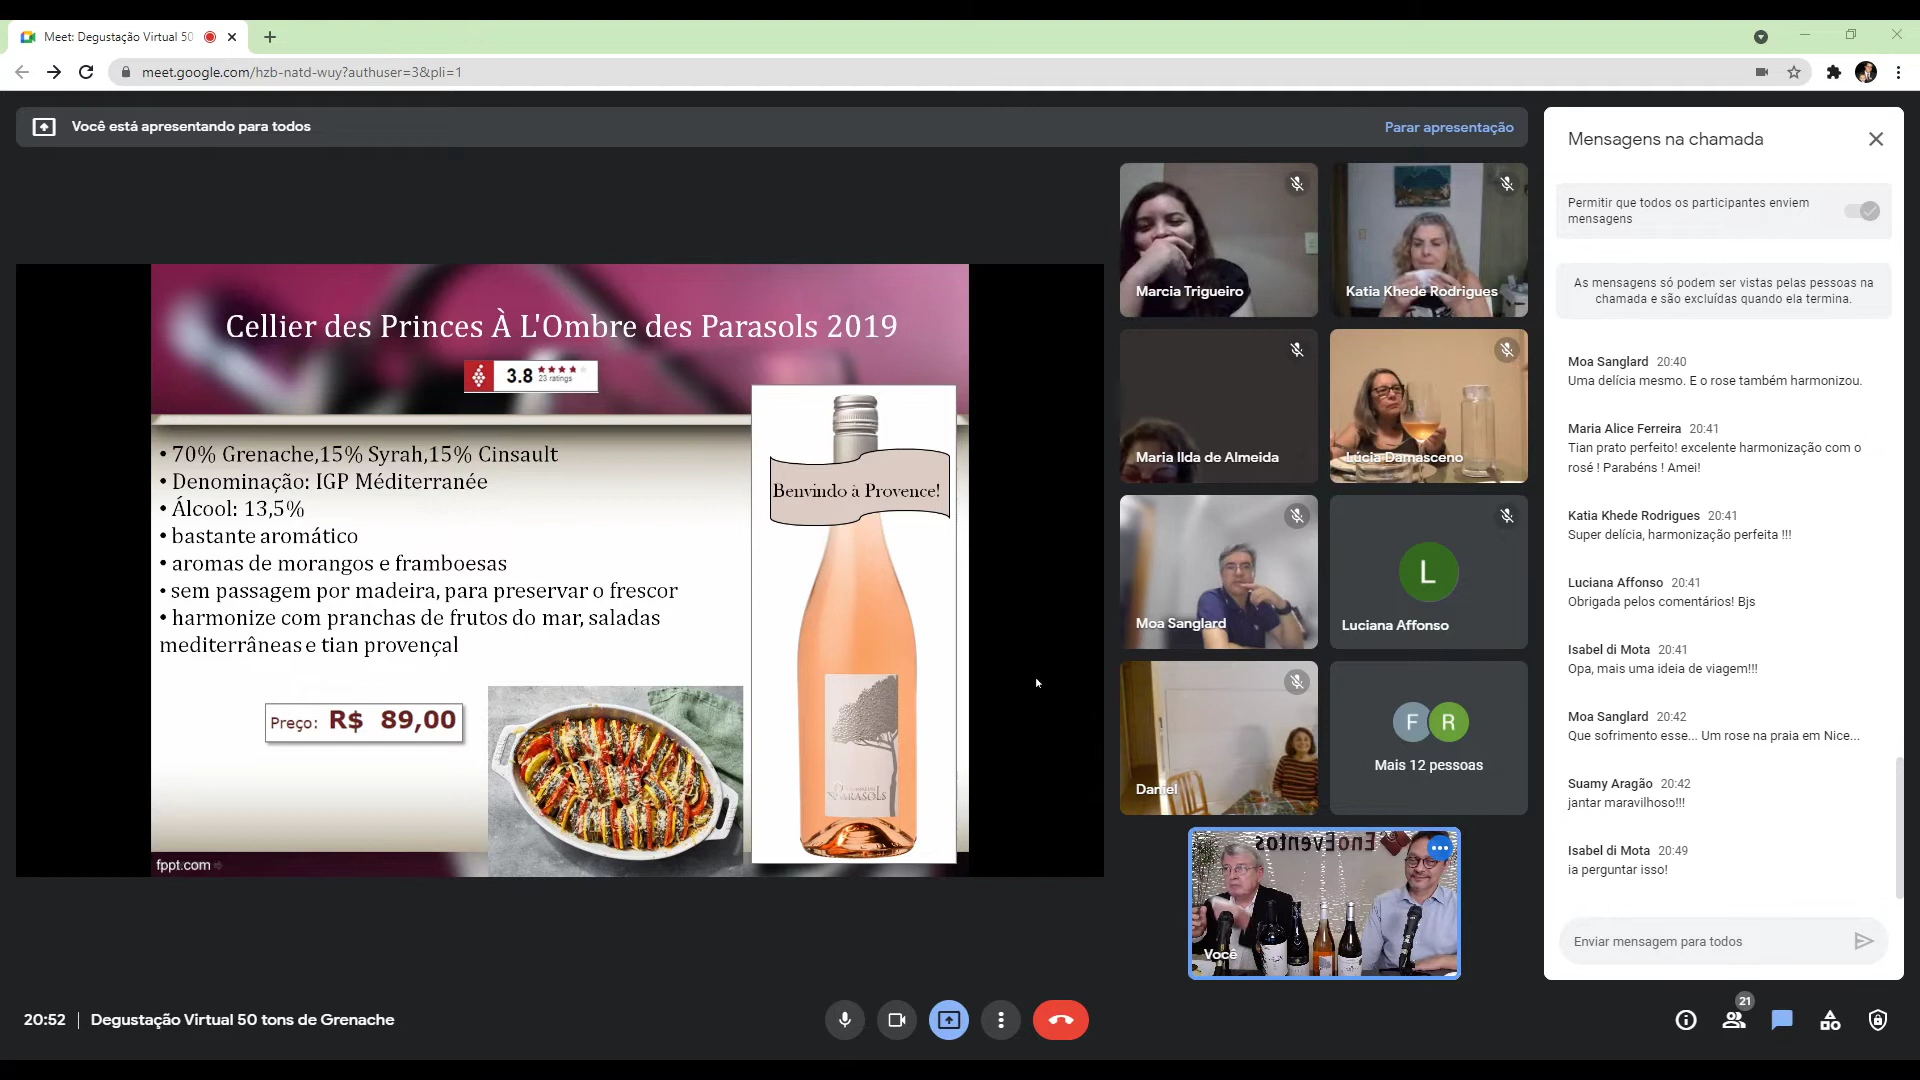 Meet: Degustação Virtual 50
meet.google.com/hzb-natd-wuy?authuser=3&pli=1
Você está apresentando para todos
Parar apresentação
Cellier des Princes À L'Ombre des Parasols 2019
3.8
23 ratings
• 70% Grenache,15% Syrah,15% Cinsault
• Denominação: IGP Méditerranée
• Álcool: 13,5%
• bastante aromático
• aromas de morangos e framboesas
• sem passagem por madeira, para preservar o frescor
• harmonize com pranchas de frutos do mar, saladas
mediterrâneas e tian provençal
Preço: R$ 89,00
Benvindo à Provence!
PARASOLS
fppt.com
Marcia Trigueiro
Katia Khede Rodrigues
Maria Ilda de Almeida
Lúcia Damasceno
Moa Sanglard
L
Luciana Affonso
Daniel
F R
Mais 12 pessoas
EnoEventos
Você
Mensagens na chamada
Permitir que todos os participantes enviem
mensagens
As mensagens só podem ser vistas pelas pessoas na
chamada e são excluídas quando ela termina.
Moa Sanglard 20:40
Uma delícia mesmo. E o rose também harmonizou.
Maria Alice Ferreira 20:41
Tian prato perfeito! excelente harmonização com o
rosé ! Parabéns ! Amei!
Katia Khede Rodrigues 20:41
Super delícia, harmonização perfeita !!!
Luciana Affonso 20:41
Obrigada pelos comentários! Bjs
Isabel di Mota 20:41
Opa, mais uma ideia de viagem!!!
Moa Sanglard 20:42
Que sofrimento esse... Um rose na praia em Nice...
Suamy Aragão 20:42
jantar maravilhoso!!!
Isabel di Mota 20:49
ia perguntar isso!
Enviar mensagem para todos
20:52 | Degustação Virtual 50 tons de Grenache
21